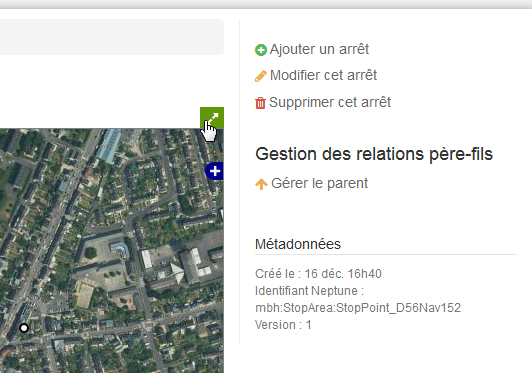 Ajouter un arrêt
Modifier cet arrêt
Supprimer cet arrêt
Gestion des relations père-fils
Gérer le parent
Métadonnées
Créé le : 16 déc. 16h40
Identifiant Neptune :
mbh:StopArea:StopPoint_D56Nav152
Version : 1